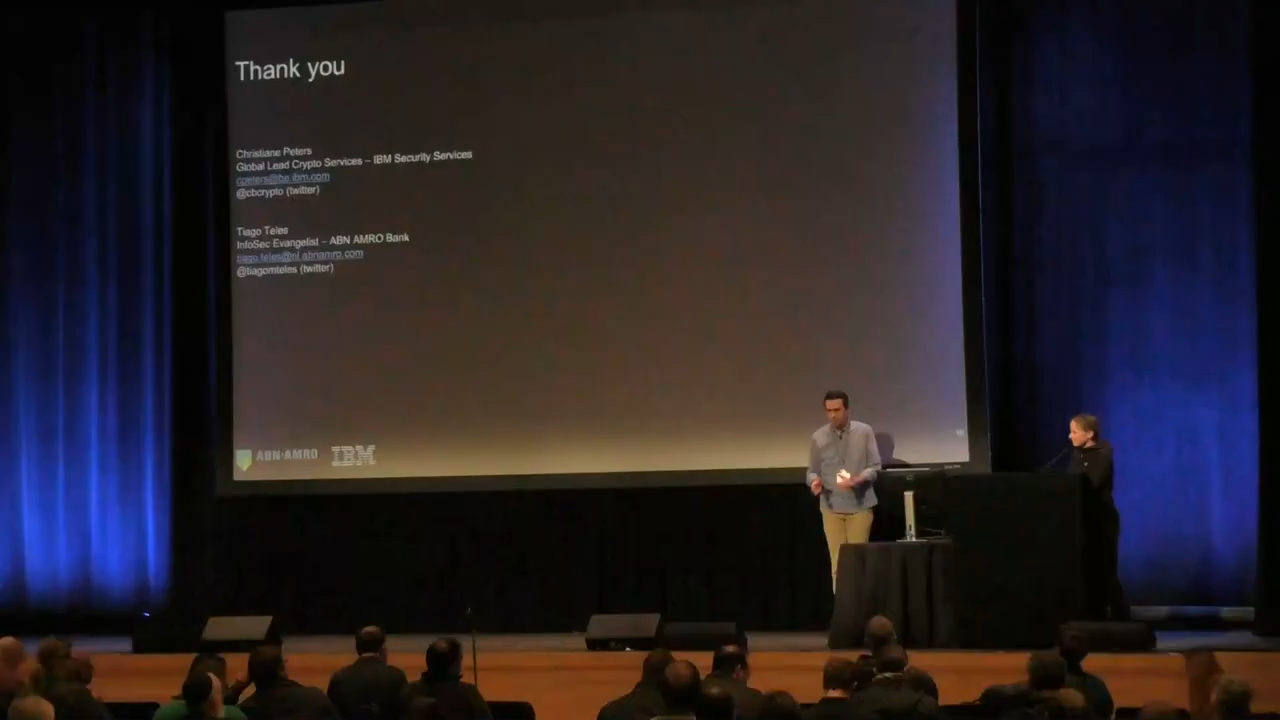 Thank you
Christiane Peters
Global Lead Crypto Services – IBM Security Services
cpeters@be.ibm.com
@cbcrypto (twitter)
Tiago Teles
InfoSec Evangelist – ABN AMRO Bank
tiago.teles@nl.abnamro.com
@tiagomteles (twitter)
ABN·AMRO IBM